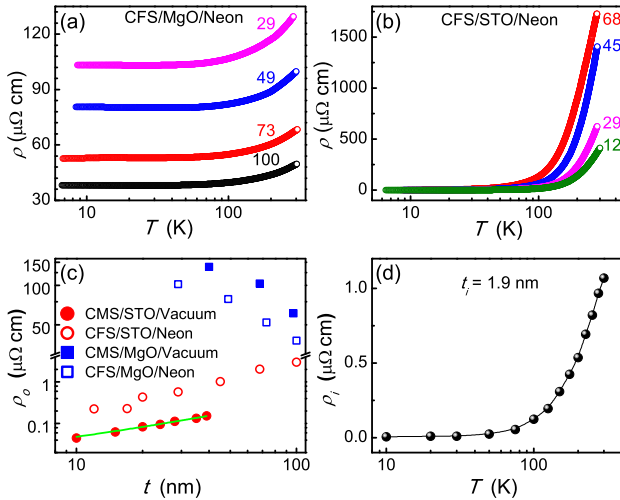 (a) CFS/MgO/Neon
29
49
73
100
120
90
60
30
ρ (μΩ cm)
10 100
T (K)
(b) CFS/STO/Neon
68
45
29
12
1500
1000
500
0
ρ (μΩ cm)
10 100
T (K)
(c)
CMS/STO/Vacuum
CFS/STO/Neon
CMS/MgO/Vacuum
CFS/MgO/Neon
150
100
50
1
0.1
ρo (μΩ cm)
10 100
t (nm)
(d) ti = 1.9 nm
1.0
0.5
0.0
ρi (μΩ cm)
10 100
T (K)